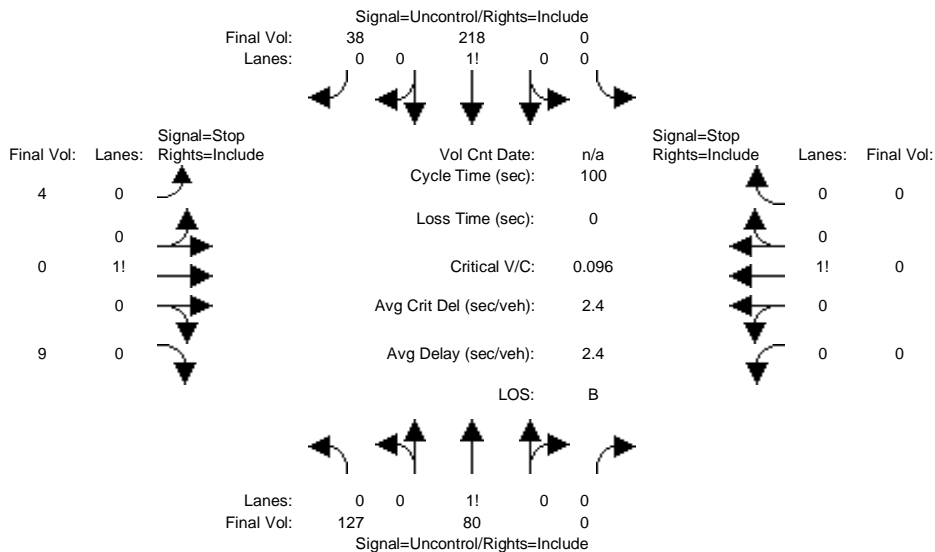 Signal=Uncontrol/Rights=Include
Final Vol: 38 218 0
Lanes: 0 0 1! 0 0
Signal=Stop Signal=Stop
Final Vol: Lanes: Rights=Include Vol Cnt Date: n/a Rights=Include Lanes: Final Vol:
Cycle Time (sec): 100
4 0 0 0
Loss Time (sec): 0
0 0
0 1! Critical V/C: 0.096 1! 0
0 Avg Crit Del (sec/veh): 2.4 0
9 0 Avg Delay (sec/veh): 2.4 0 0
LOS: B
Lanes: 0 0 1! 0 0
Final Vol: 127 80 0
Signal=Uncontrol/Rights=Include